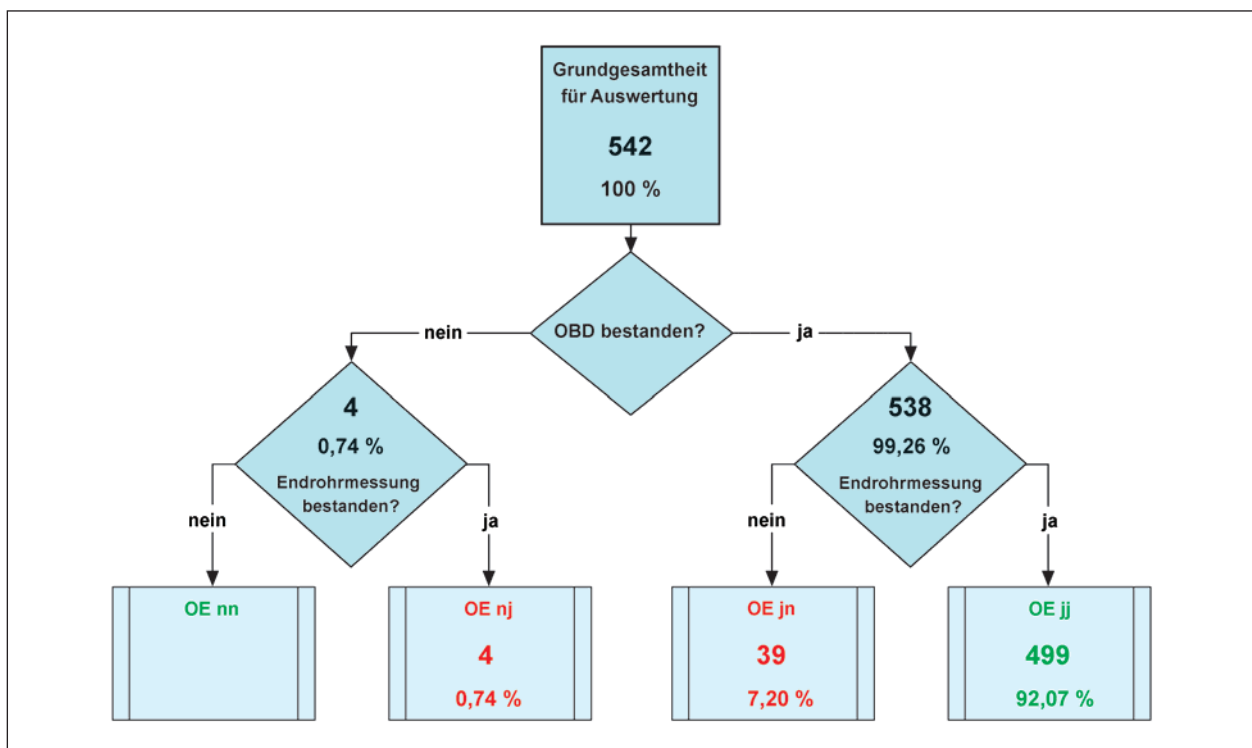 Grundgesamtheit
für Auswertung
542
100 %
OBD bestanden?
nein
ja
4
0,74 %
Endrohrmessung
bestanden?
nein
ja
538
99,26 %
Endrohrmessung
bestanden?
nein
ja
OE nn
OE nj
4
0,74 %
OE jn
39
7,20 %
OE jj
499
92,07 %